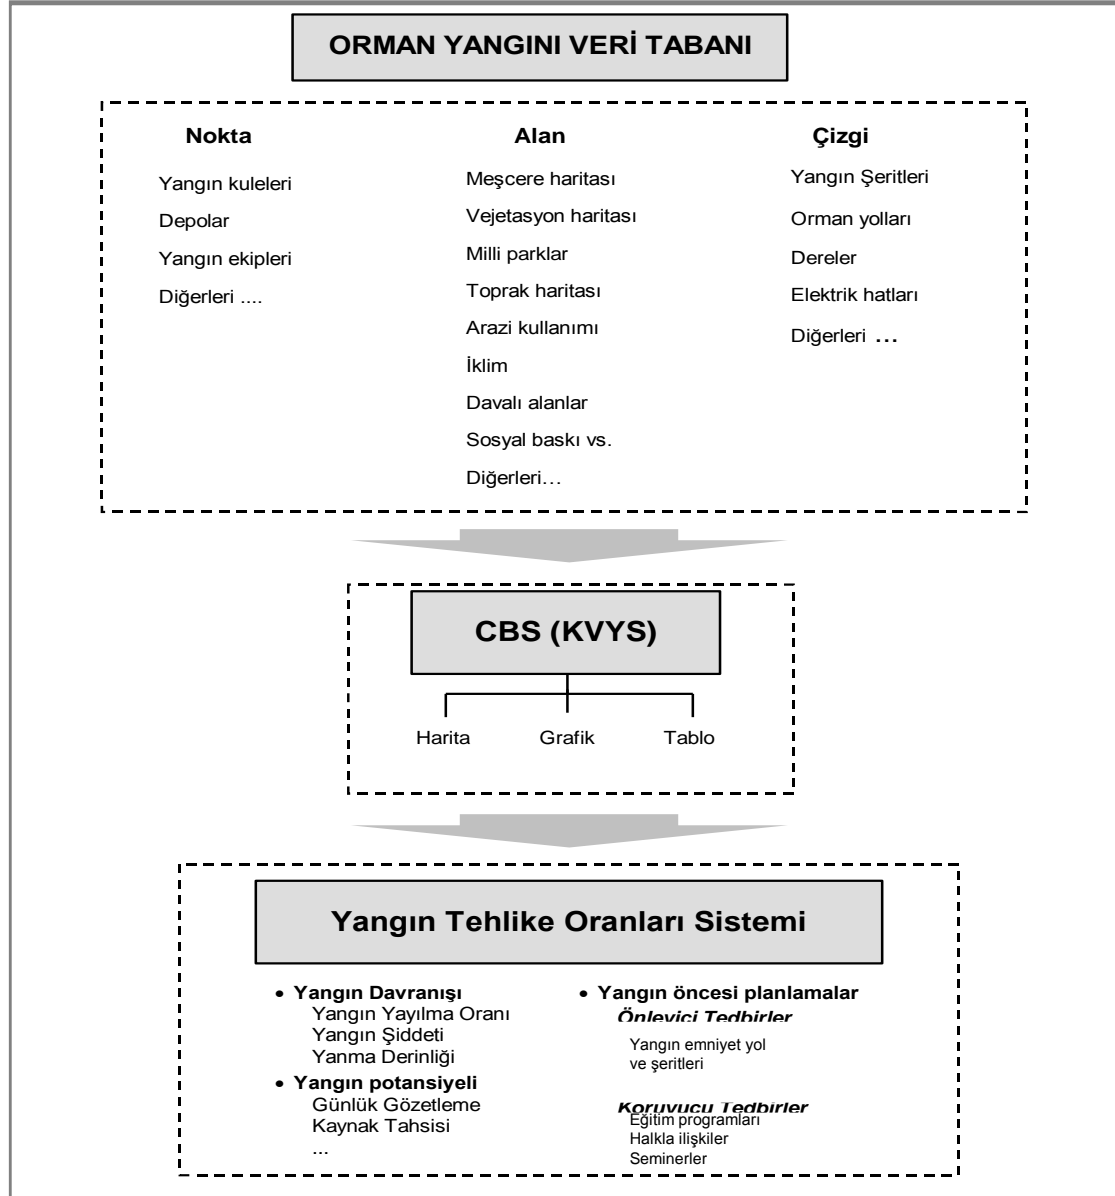 ORMAN YANGINI VERİ TABANI
Nokta
Yangın kuleleri
Depolar
Yangın ekipleri
Diğerleri ....
Alan
Meşcere haritası
Vejetasyon haritası
Milli parklar
Toprak haritası
Arazi kullanımı
İklim
Davalı alanlar
Sosyal baskı vs.
Diğerleri…
Çizgi
Yangın Şeritleri
Orman yolları
Dereler
Elektrik hatları
Diğerleri …
CBS (KVYS)
Harita
Grafik
Tablo
Yangın Tehlike Oranları Sistemi
• Yangın Davranışı
Yangın Yayılma Oranı
Yangın Şiddeti
Yanma Derinliği
• Yangın potansiyeli
Günlük Gözetleme
Kaynak Tahsisi
...
• Yangın öncesi planlamalar
Önleyici Tedbirler
Yangın emniyet yol
ve şeritleri
Koruyucu Tedbirler
Eğitim programları
Halkla ilişkiler
Seminerler